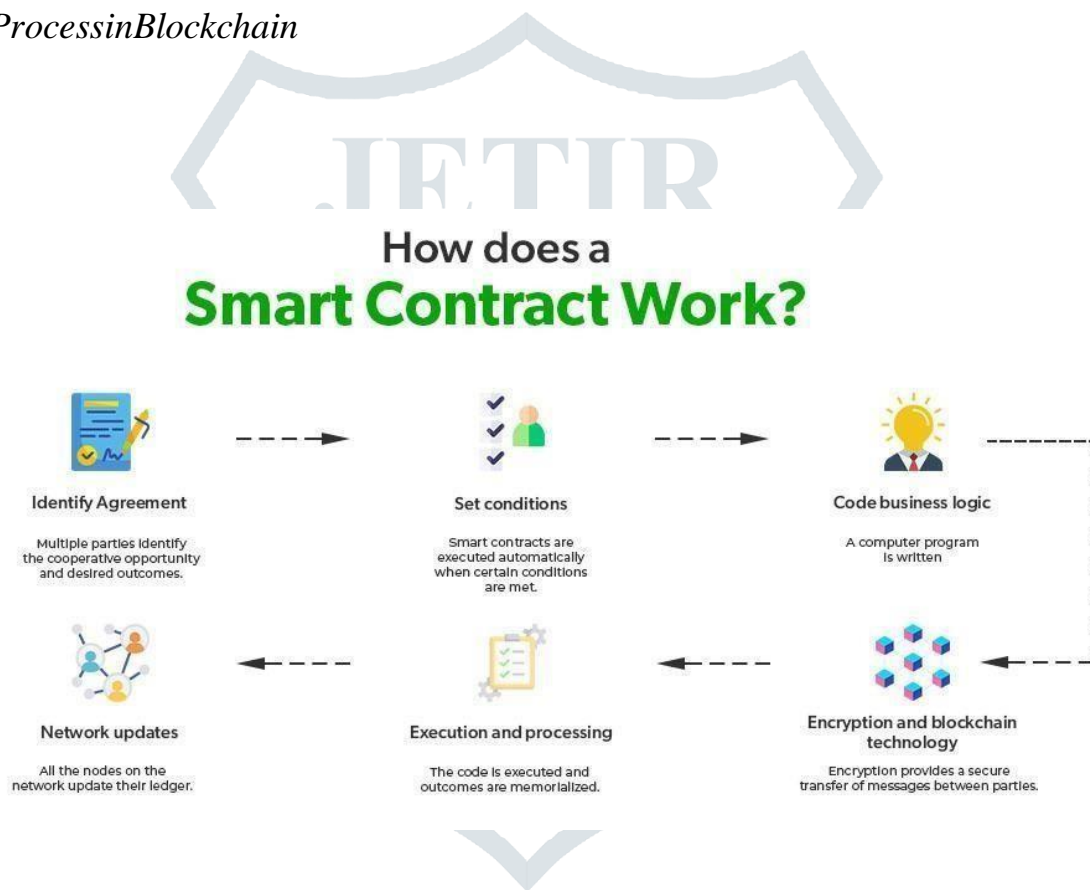 ProcessinBlockchain
JETIR
How does a
Smart Contract Work?
Identify Agreement
Multiple parties identify
the cooperative opportunity
and desired outcomes.
Set conditions
Smart contracts are
executed automatically
when certain conditions
are met.
Code business logic
A computer program
is written
Encryption and blockchain
technology
Encryption provides a secure
transfer of messages between parties.
Execution and processing
The code is executed and
outcomes are memorialized.
Network updates
All the nodes on the
network update their ledger.